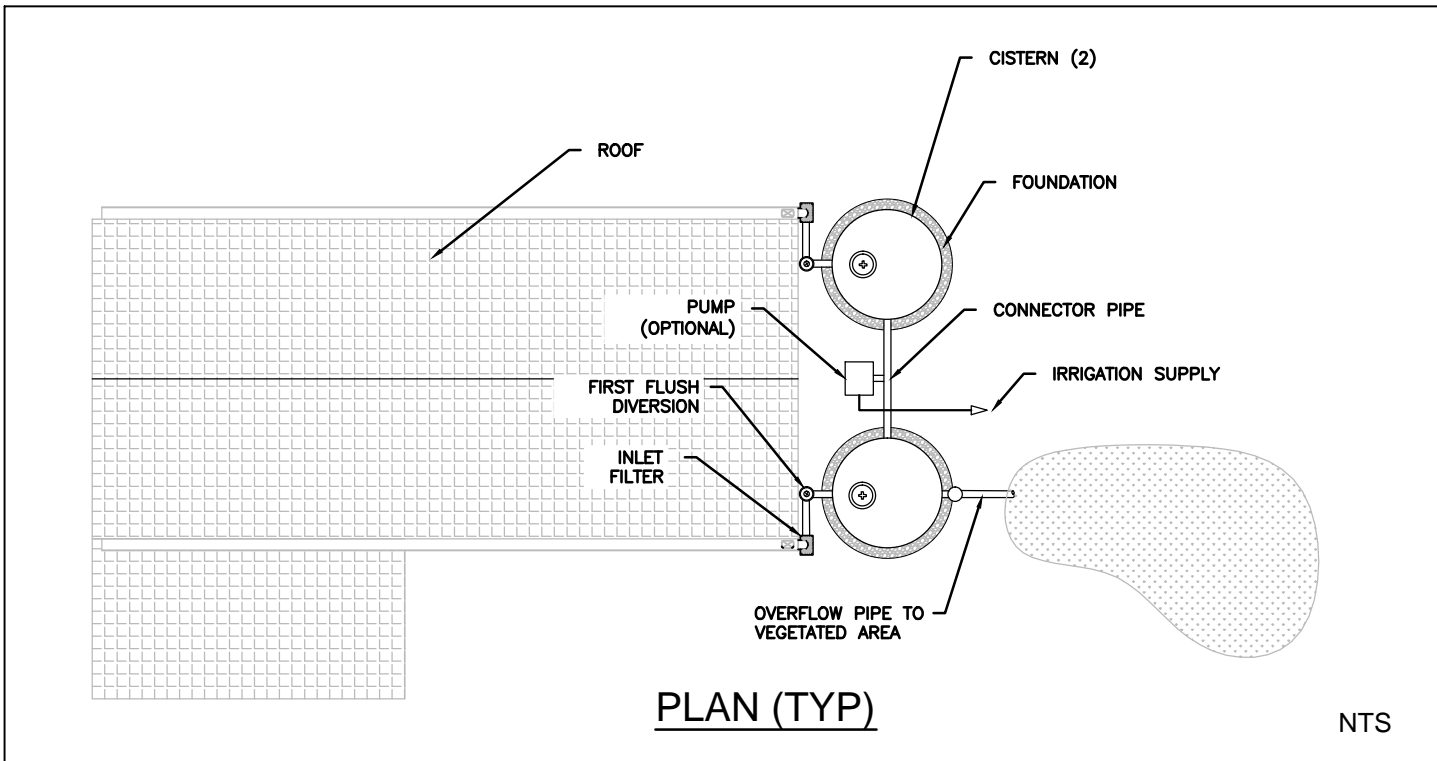 CISTERN (2)
ROOF
FOUNDATION
PUMP
(OPTIONAL)
CONNECTOR PIPE
IRRIGATION SUPPLY
FIRST FLUSH
DIVERSION
INLET
FILTER
OVERFLOW PIPE TO
VEGETATED AREA
PLAN (TYP)
NTS